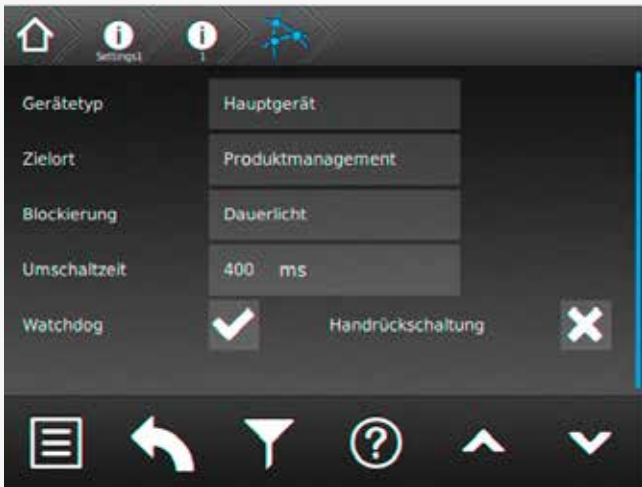 Settings1
1
Gerätetyp Hauptgerät
Zielort Produktmanagement
Blockierung Dauerlicht
Umschaltzeit 400 ms
Watchdog Handrückschaltung